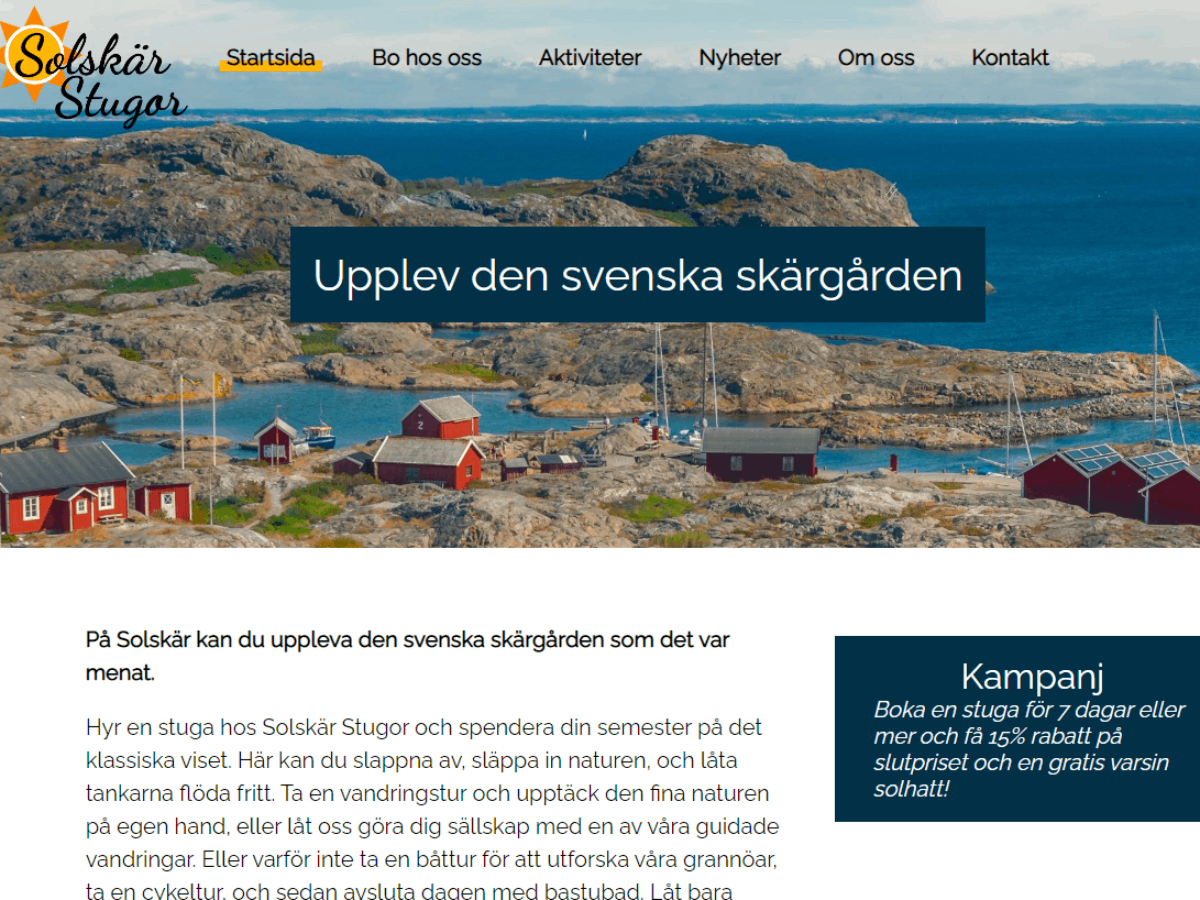 Solskär
Stugor
Startsida Bo hos oss Aktiviteter Nyheter Om oss Kontakt
Upplev den svenska skärgården
2
På Solskär kan du uppleva den svenska skärgården som det var
menat.
Hyr en stuga hos Solskär Stugor och spendera din semester på det
klassiska viset. Här kan du slappna av, släppa in naturen, och låta
tankarna flöda fritt. Ta en vandringstur och upptäck den fina naturen
på egen hand, eller låt oss göra dig sällskap med en av våra guidade
vandringar. Eller varför inte ta en båttur för att utforska våra grannöar,
ta en cykeltur, och sedan avsluta dagen med bastubad. Låt bara
Kampanj
Boka en stuga för 7 dagar eller
mer och få 15% rabatt på
slutpriset och en gratis varsin
solhatt!